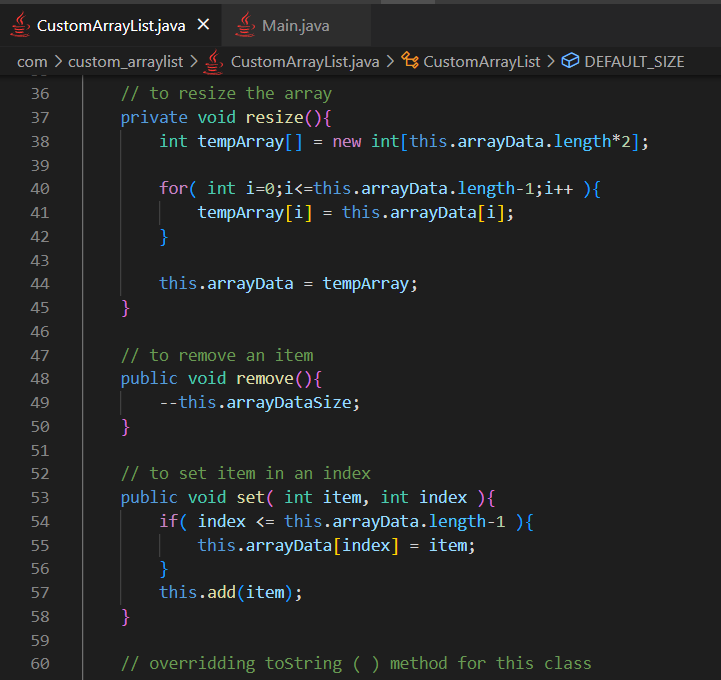 CustomArrayList.java × Main.java
com > custom_arraylist > CustomArrayList.java > CustomArrayList > DEFAULT_SIZE
36 // to resize the array
37 private void resize(){
38 int tempArray[] = new int[this.arrayData.length*2];
39
40 for( int i=0;i<=this.arrayData.length-1;i++ ){
41 tempArray[i] = this.arrayData[i];
42 }
43
44 this.arrayData = tempArray;
45 }
46
47 // to remove an item
48 public void remove(){
49 --this.arrayDataSize;
50 }
51
52 // to set item in an index
53 public void set( int item, int index ){
54 if( index <= this.arrayData.length-1 ){
55 this.arrayData[index] = item;
56 }
57 this.add(item);
58 }
59
60 // overridding toString ( ) method for this class